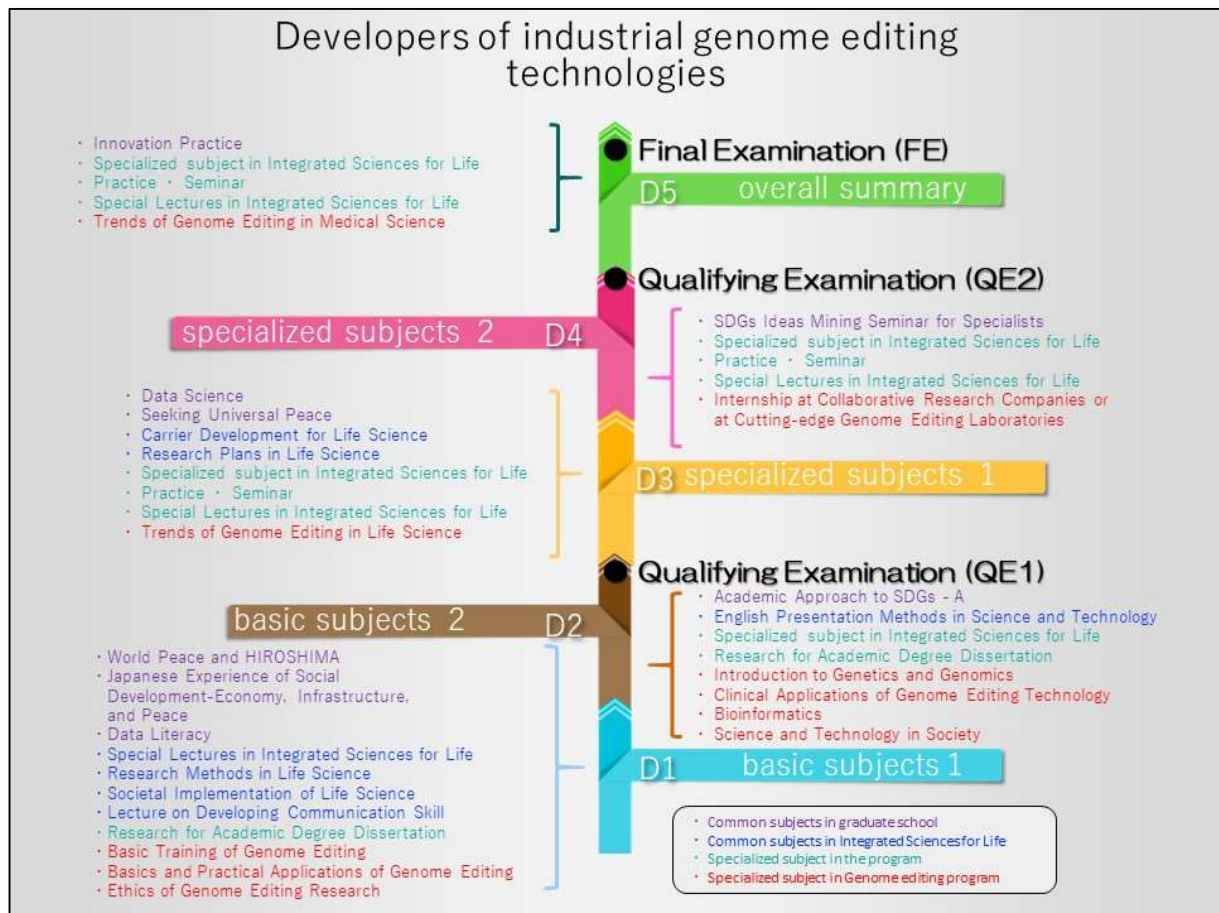 Developers of industrial genome editing
technologies
・Innovation Practice
・Specialized subject in Integrated Sciences for Life
・Practice・Seminar
・Special Lectures in Integrated Sciences for Life
・Trends of Genome Editing in Medical Science
Final Examination (FE)
D5 overall summary
Qualifying Examination (QE2)
specialized subjects 2 D4
・SDGs Ideas Mining Seminar for Specialists
・Specialized subject in Integrated Sciences for Life
・Practice・Seminar
・Special Lectures in Integrated Sciences for Life
・Internship at Collaborative Research Companies or
at Cutting-edge Genome Editing Laboratories
・Data Science
・Seeking Universal Peace
・Carrier Development for Life Science
・Research Plans in Life Science
・Specialized subject in Integrated Sciences for Life
・Practice・Seminar
・Special Lectures in Integrated Sciences for Life
・Trends of Genome Editing in Life Science
D3 specialized subjects 1
Qualifying Examination (QE1)
basic subjects 2 D2
・Academic Approach to SDGs - A
・English Presentation Methods in Science and Technology
・Specialized subject in Integrated Sciences for Life
・Research for Academic Degree Dissertation
・Introduction to Genetics and Genomics
・Clinical Applications of Genome Editing Technology
・Bioinformatics
・Science and Technology in Society
・World Peace and HIROSHIMA
・Japanese Experience of Social
Development-Economy, Infrastructure,
and Peace
・Data Literacy
・Special Lectures in Integrated Sciences for Life
・Research Methods in Life Science
・Societal Implementation of Life Science
・Lecture on Developing Communication Skill
・Research for Academic Degree Dissertation
・Basic Training of Genome Editing
・Basics and Practical Applications of Genome Editing
・Ethics of Genome Editing Research
D1 basic subjects 1
・Common subjects in graduate school
・Common subjects in Integrated Sciences for Life
・Specialized subject in the program
・Specialized subject in Genome editing program